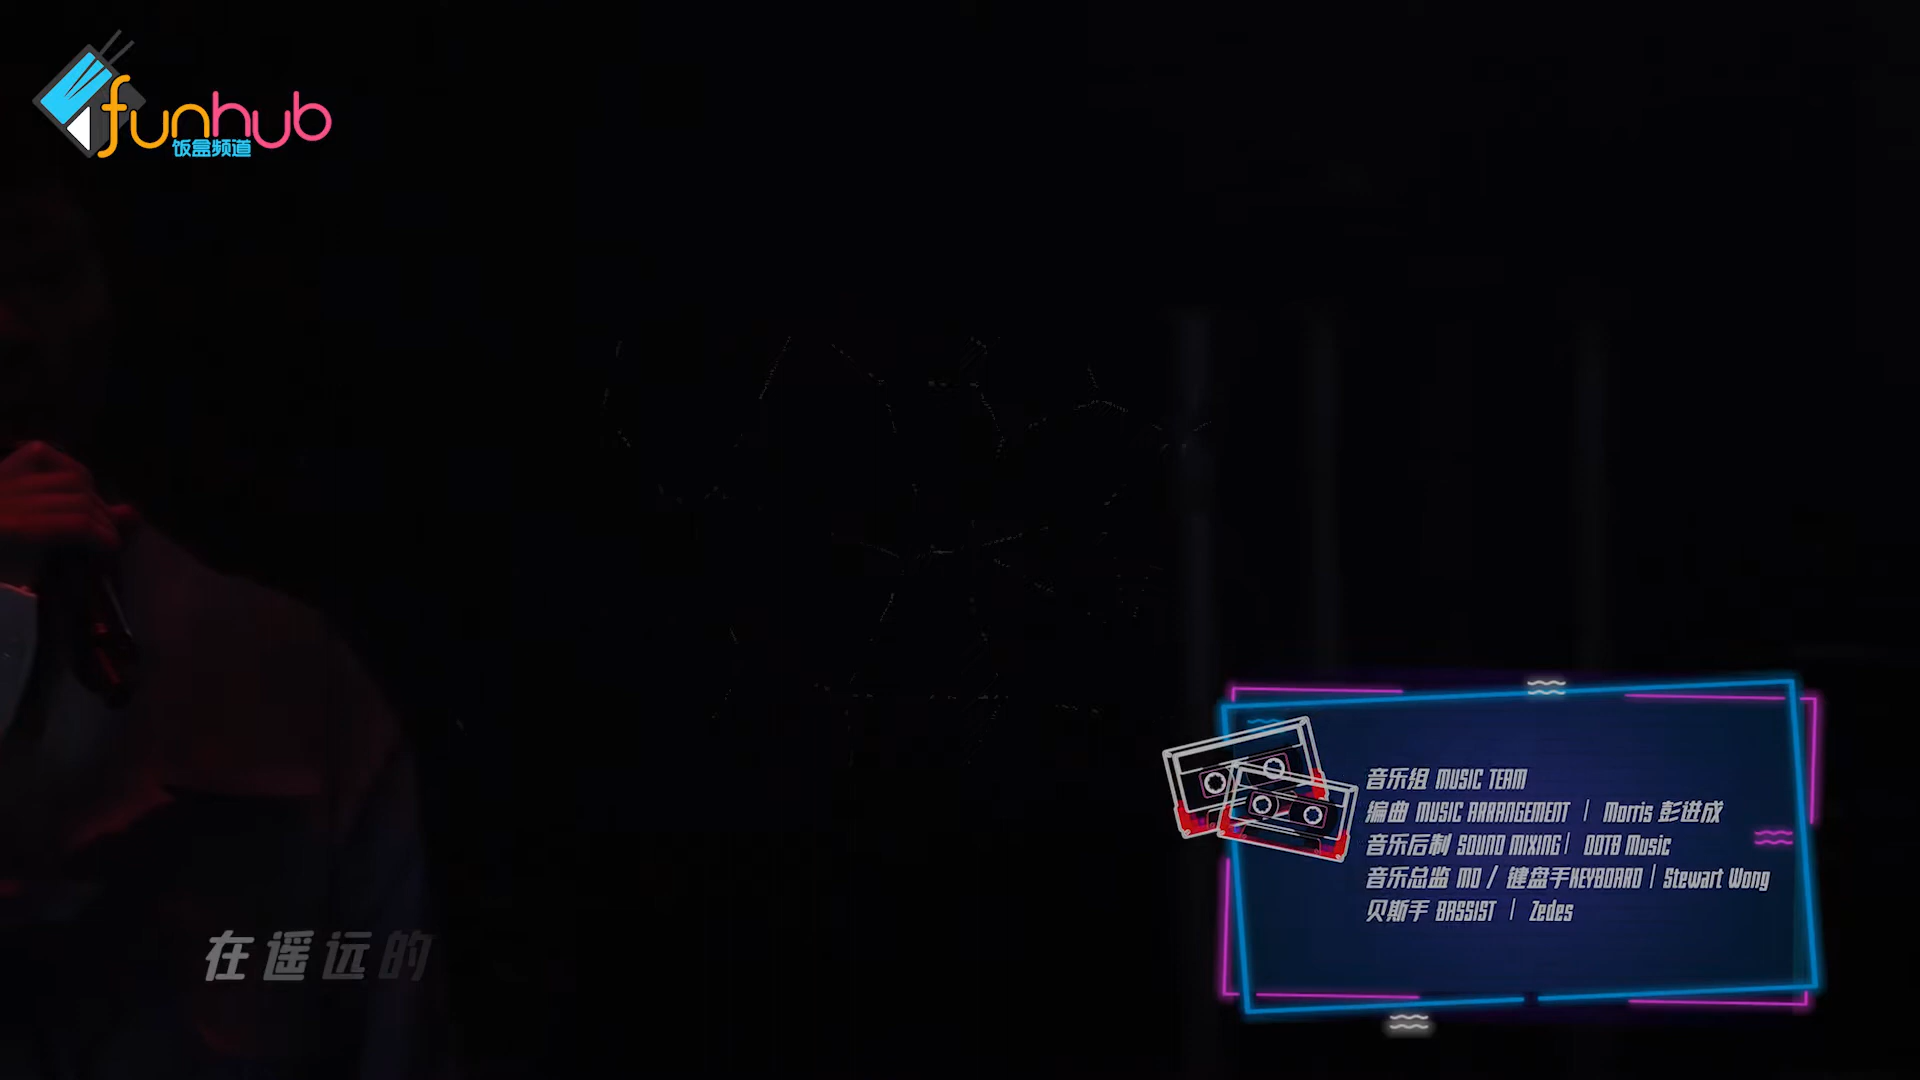 funhub
饭盒频道
音乐组 MUSIC TEAM
编曲 MUSIC ARRANGEMENT | Morris 彭进成
音乐后制 SOUND MIXING | DOTB Music
音乐总监 MD / 键盘手KEYBOARD | Stewart Wong
贝斯手 BASSIST | Zedes
在遥远的